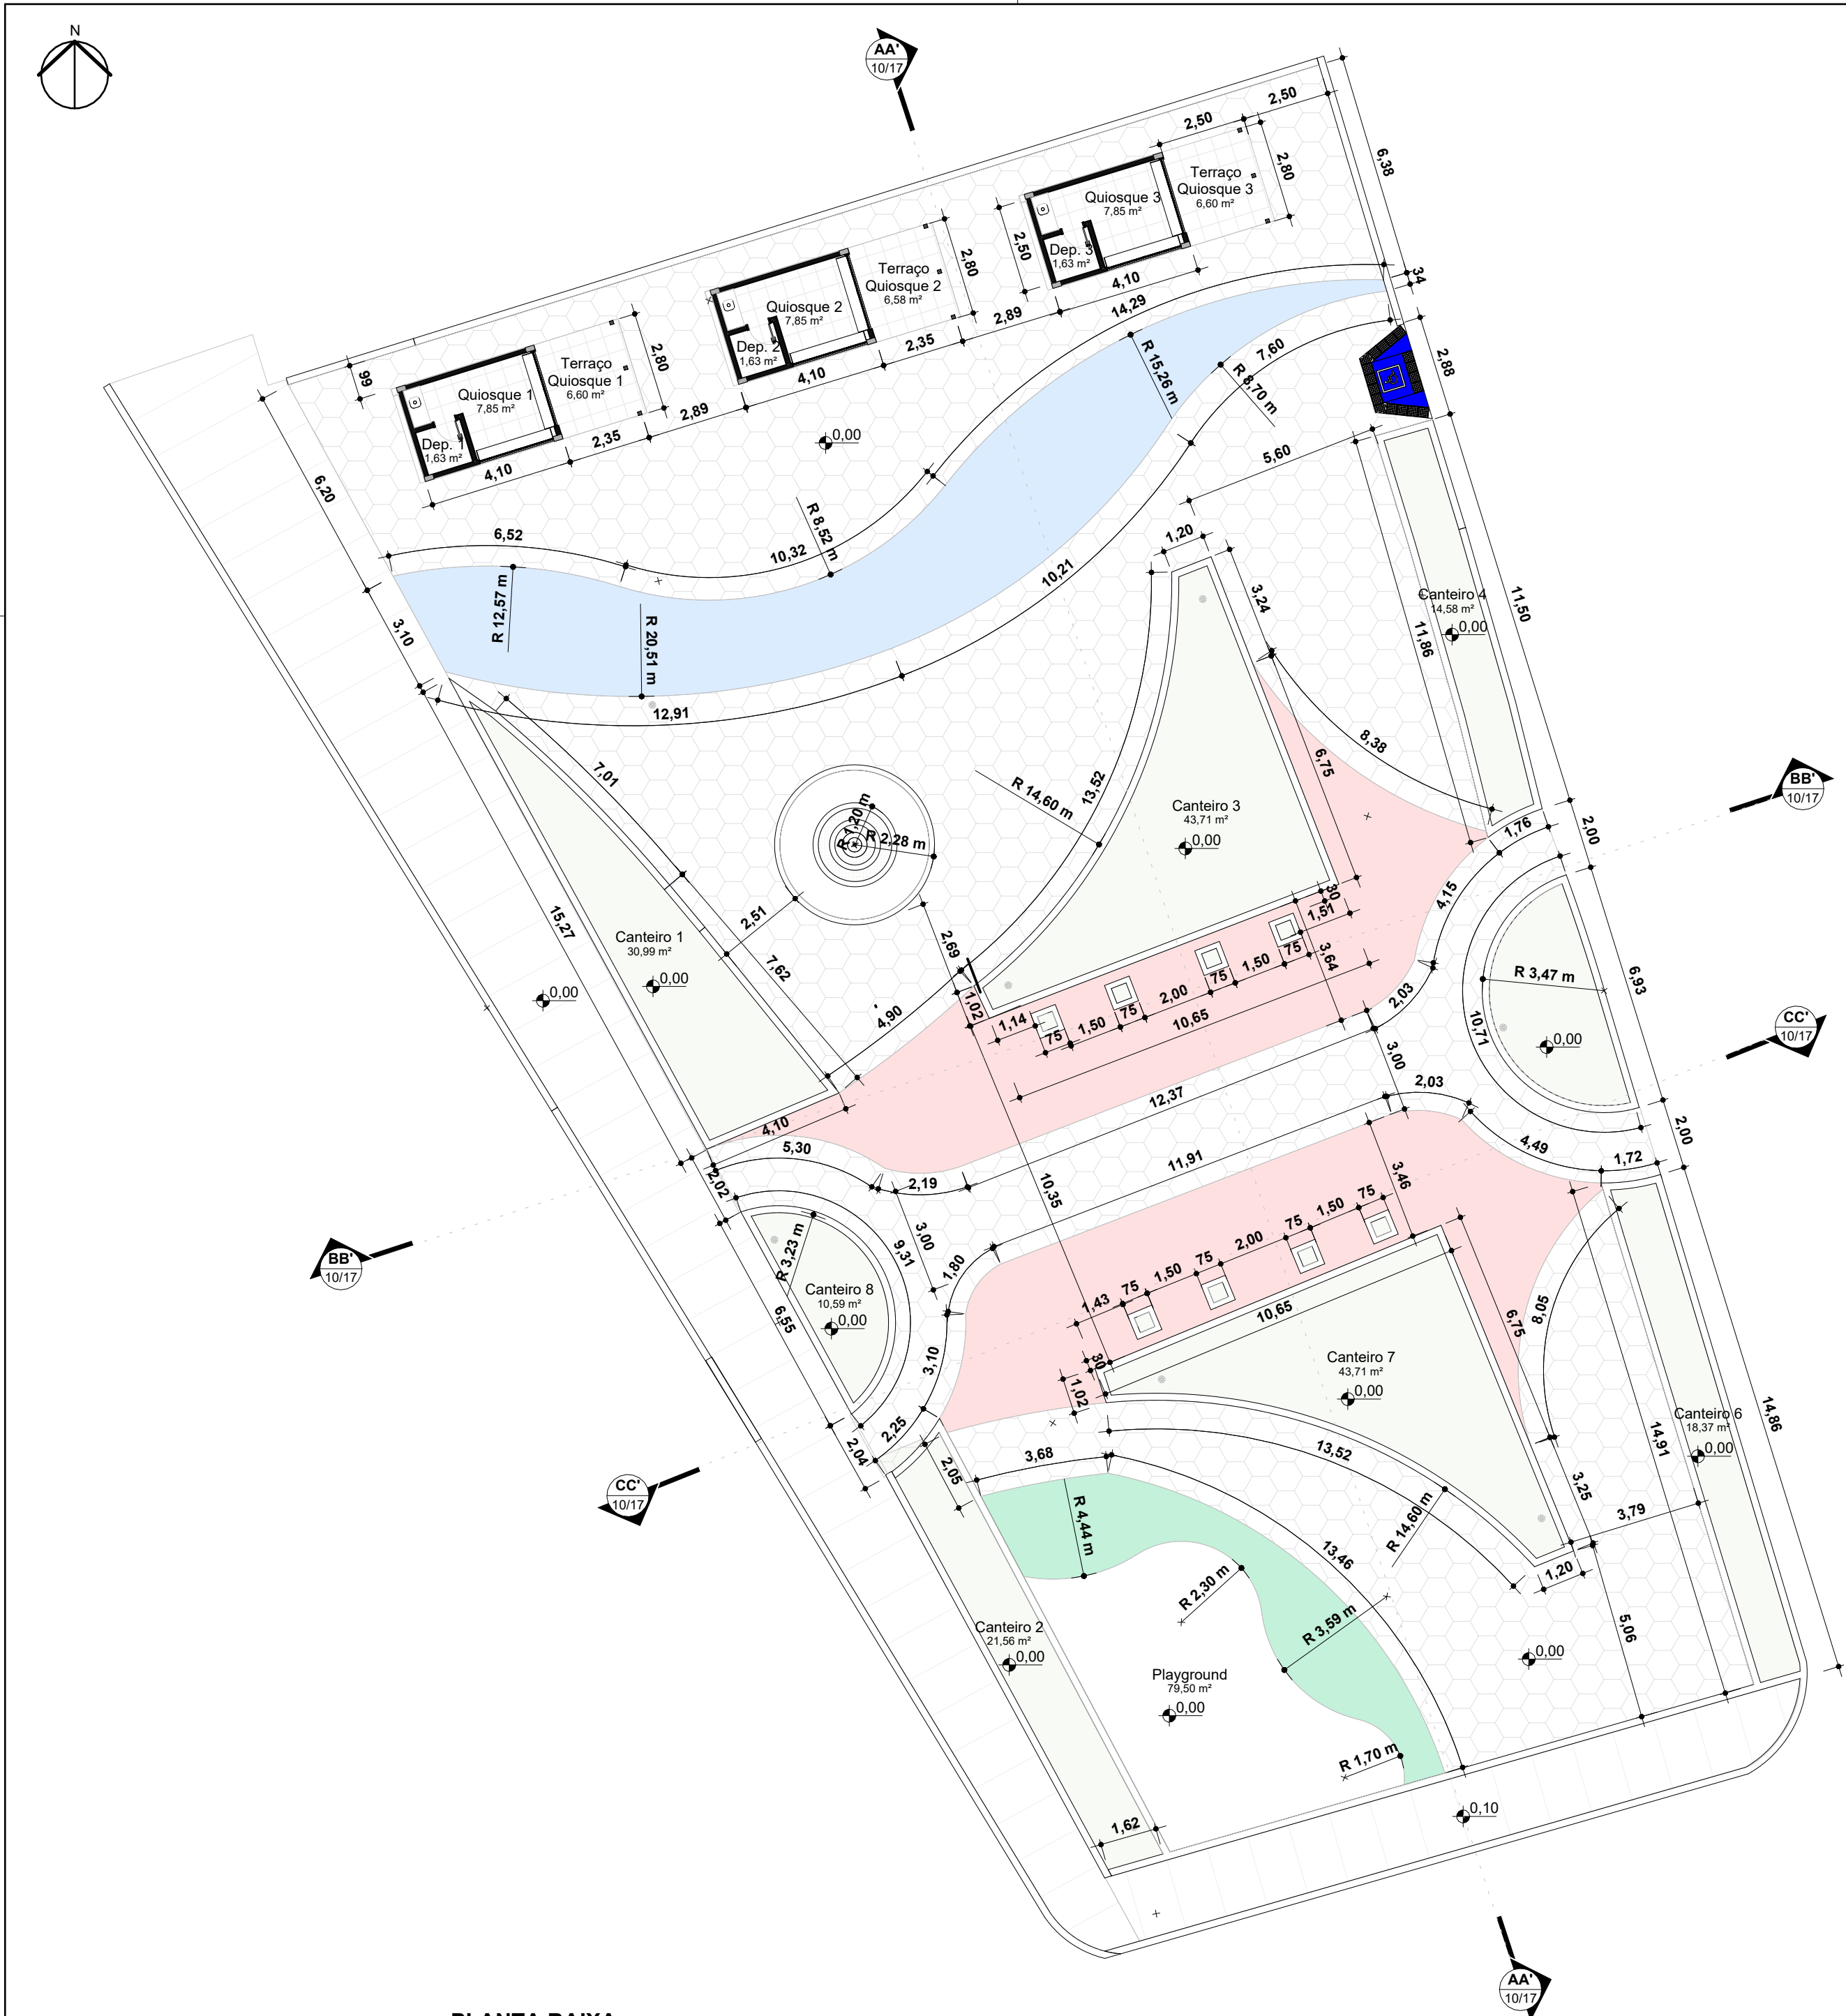 N
AA'
10/17
2,50
2,50
6,38
2,80
Terraço
Quiosque 3
6,60 m²
Quiosque 3
7,85 m²
Dep. 3
1,63 m²
2,50
4,10
14,29
34
2,80
Terraço
Quiosque 2
6,58 m²
Quiosque 2
7,85 m²
Dep. 2
1,63 m²
2,89
2,35
4,10
R 15,26 m
7,60
R 8,70 m
2,88
99
2,80
Terraço
Quiosque 1
6,60 m²
Quiosque 1
7,85 m²
Dep. 1
1,63 m²
2,89
2,35
4,10
0,00
5,60
6,20
6,52
R 8,52 m
10,32
1,20
10,21
3,24
Canteiro 4
14,58 m²
0,00
11,50
11,86
3,10
R 12,57 m
R 20,51 m
12,91
7,01
8,38
6,75
13,52
R 14,60 m
Canteiro 3
43,71 m²
0,00
BB'
10/17
R 1,20 m
R 2,28 m
1,76
2,00
15,27
2,51
30
1,51
4,15
Canteiro 1
30,99 m²
0,00
0,00
7,62
2,69
75
3,64
1,50
75
2,00
75
1,50
75
1,14
1,02
10,65
4,90
2,03
R 3,47 m
6,93
10,71
0,00
CC'
10/17
3,00
2,03
12,37
4,10
5,30
2,00
4,49
1,72
11,91
2,02
2,19
3,46
10,35
75
1,50
75
2,00
75
1,50
75
1,43
3,00
9,31
1,80
R 3,23 m
Canteiro 8
10,59 m²
0,00
6,55
BB'
10/17
10,65
6,75
8,05
3,10
30
1,02
Canteiro 7
43,71 m²
0,00
Canteiro 6
18,37 m²
0,00
14,86
14,91
2,25
2,04
2,05
3,68
13,52
CC'
10/17
3,25
3,79
R 4,44 m
R 14,60 m
13,46
1,20
R 2,30 m
R 3,59 m
5,06
Canteiro 2
21,56 m²
0,00
0,00
Playground
79,50 m²
0,00
R 1,70 m
0,10
1,62
AA'
10/17
PLANTA BAIXA